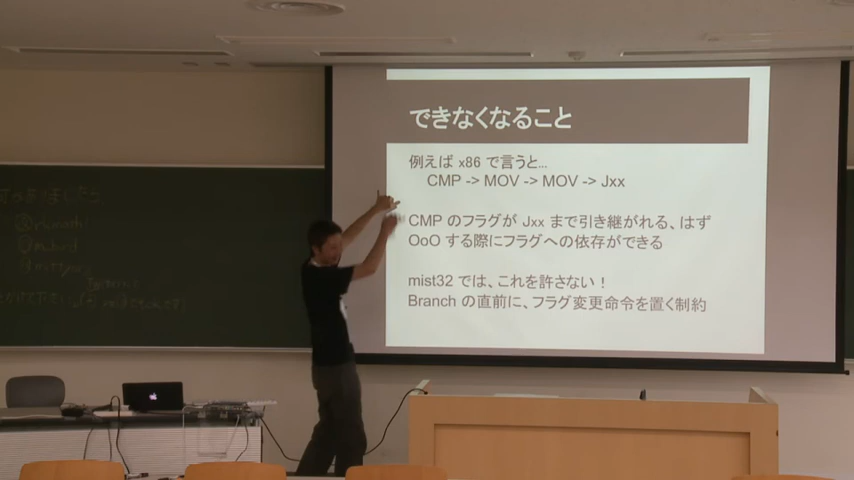 できなくなること
例えば x86 で言うと...
CMP -> MOV -> MOV -> Jxx
CMP のフラグが Jxx まで引き継がれる、はず
OoO する際にフラグへの依存ができる
mist32 では、これを許さない！
Branch の直前に、フラグ変更命令を置く制約